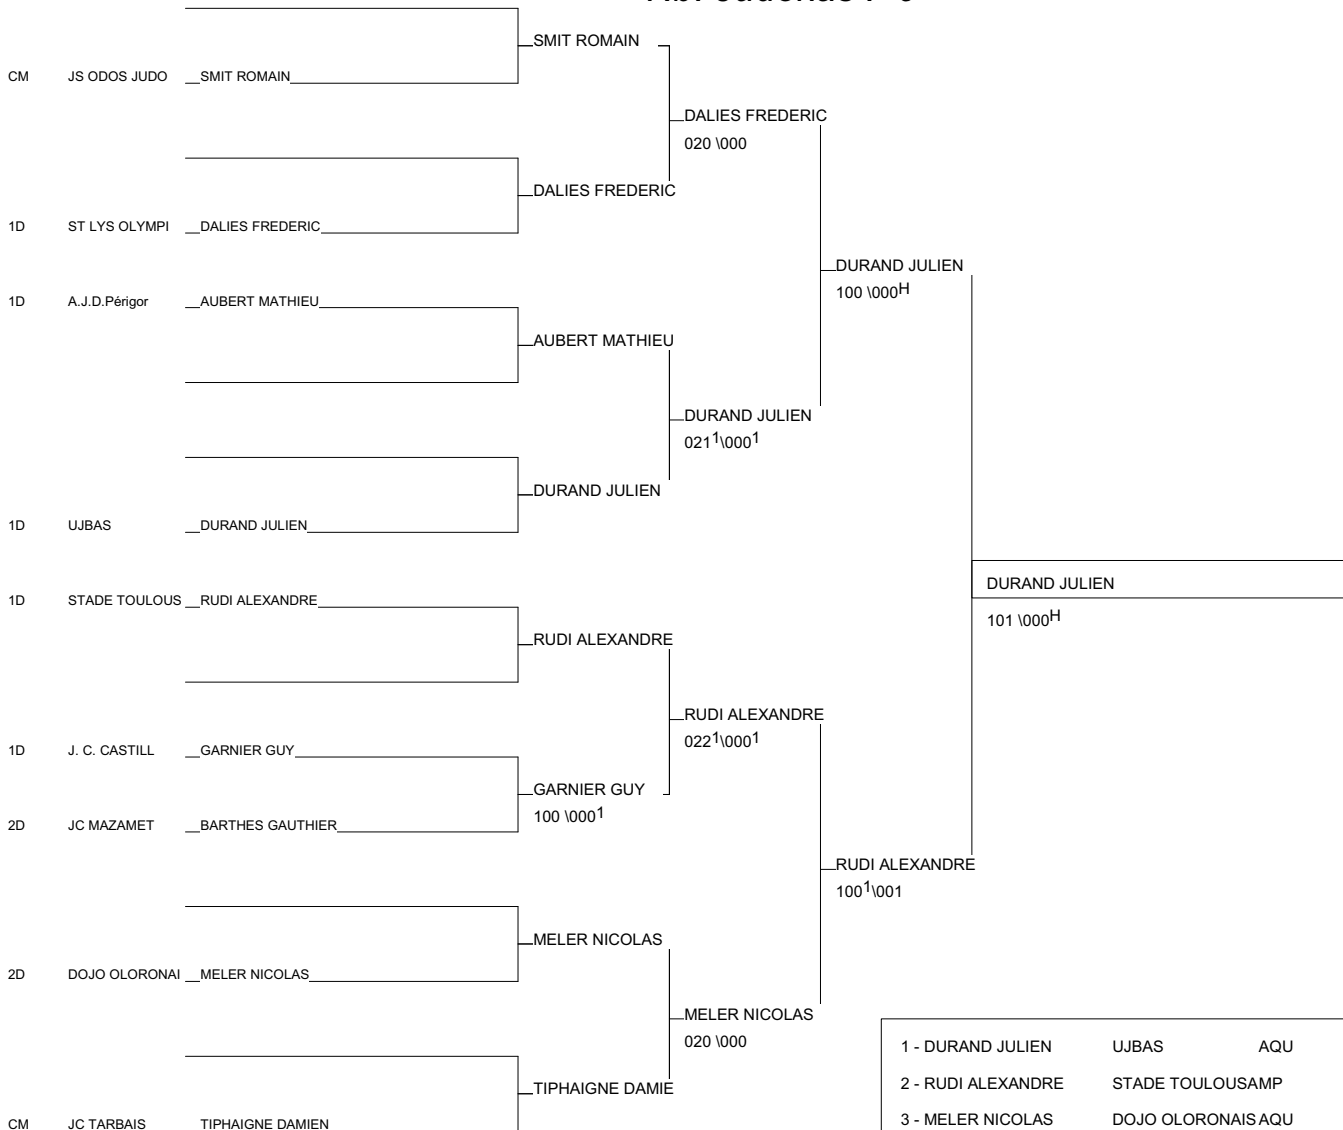 SMIT ROMAIN
CM JS ODOS JUDO SMIT ROMAIN
DALIES FREDERIC
020 \000
DALIES FREDERIC
1D ST LYS OLYMPI DALIES FREDERIC
DURAND JULIEN
100 \000H
1D A.J.D.Périgor AUBERT MATHIEU
AUBERT MATHIEU
DURAND JULIEN
0211\0001
DURAND JULIEN
1D UJBAS DURAND JULIEN
DURAND JULIEN
101 \000H
1D STADE TOULOUS RUDI ALEXANDRE
RUDI ALEXANDRE
RUDI ALEXANDRE
0221\0001
1D J. C. CASTILL GARNIER GUY
GARNIER GUY
100 \0001
2D JC MAZAMET BARTHES GAUTHIER
RUDI ALEXANDRE
1001\001
MELER NICOLAS
2D DOJO OLORONAI MELER NICOLAS
MELER NICOLAS
020 \000
TIPHAIGNE DAMIE
CM JC TARBAIS TIPHAIGNE DAMIEN
1 - DURAND JULIEN UJBAS AQU
2 - RUDI ALEXANDRE STADE TOULOUSAMP
3 - MELER NICOLAS DOJO OLORONAIS AQU